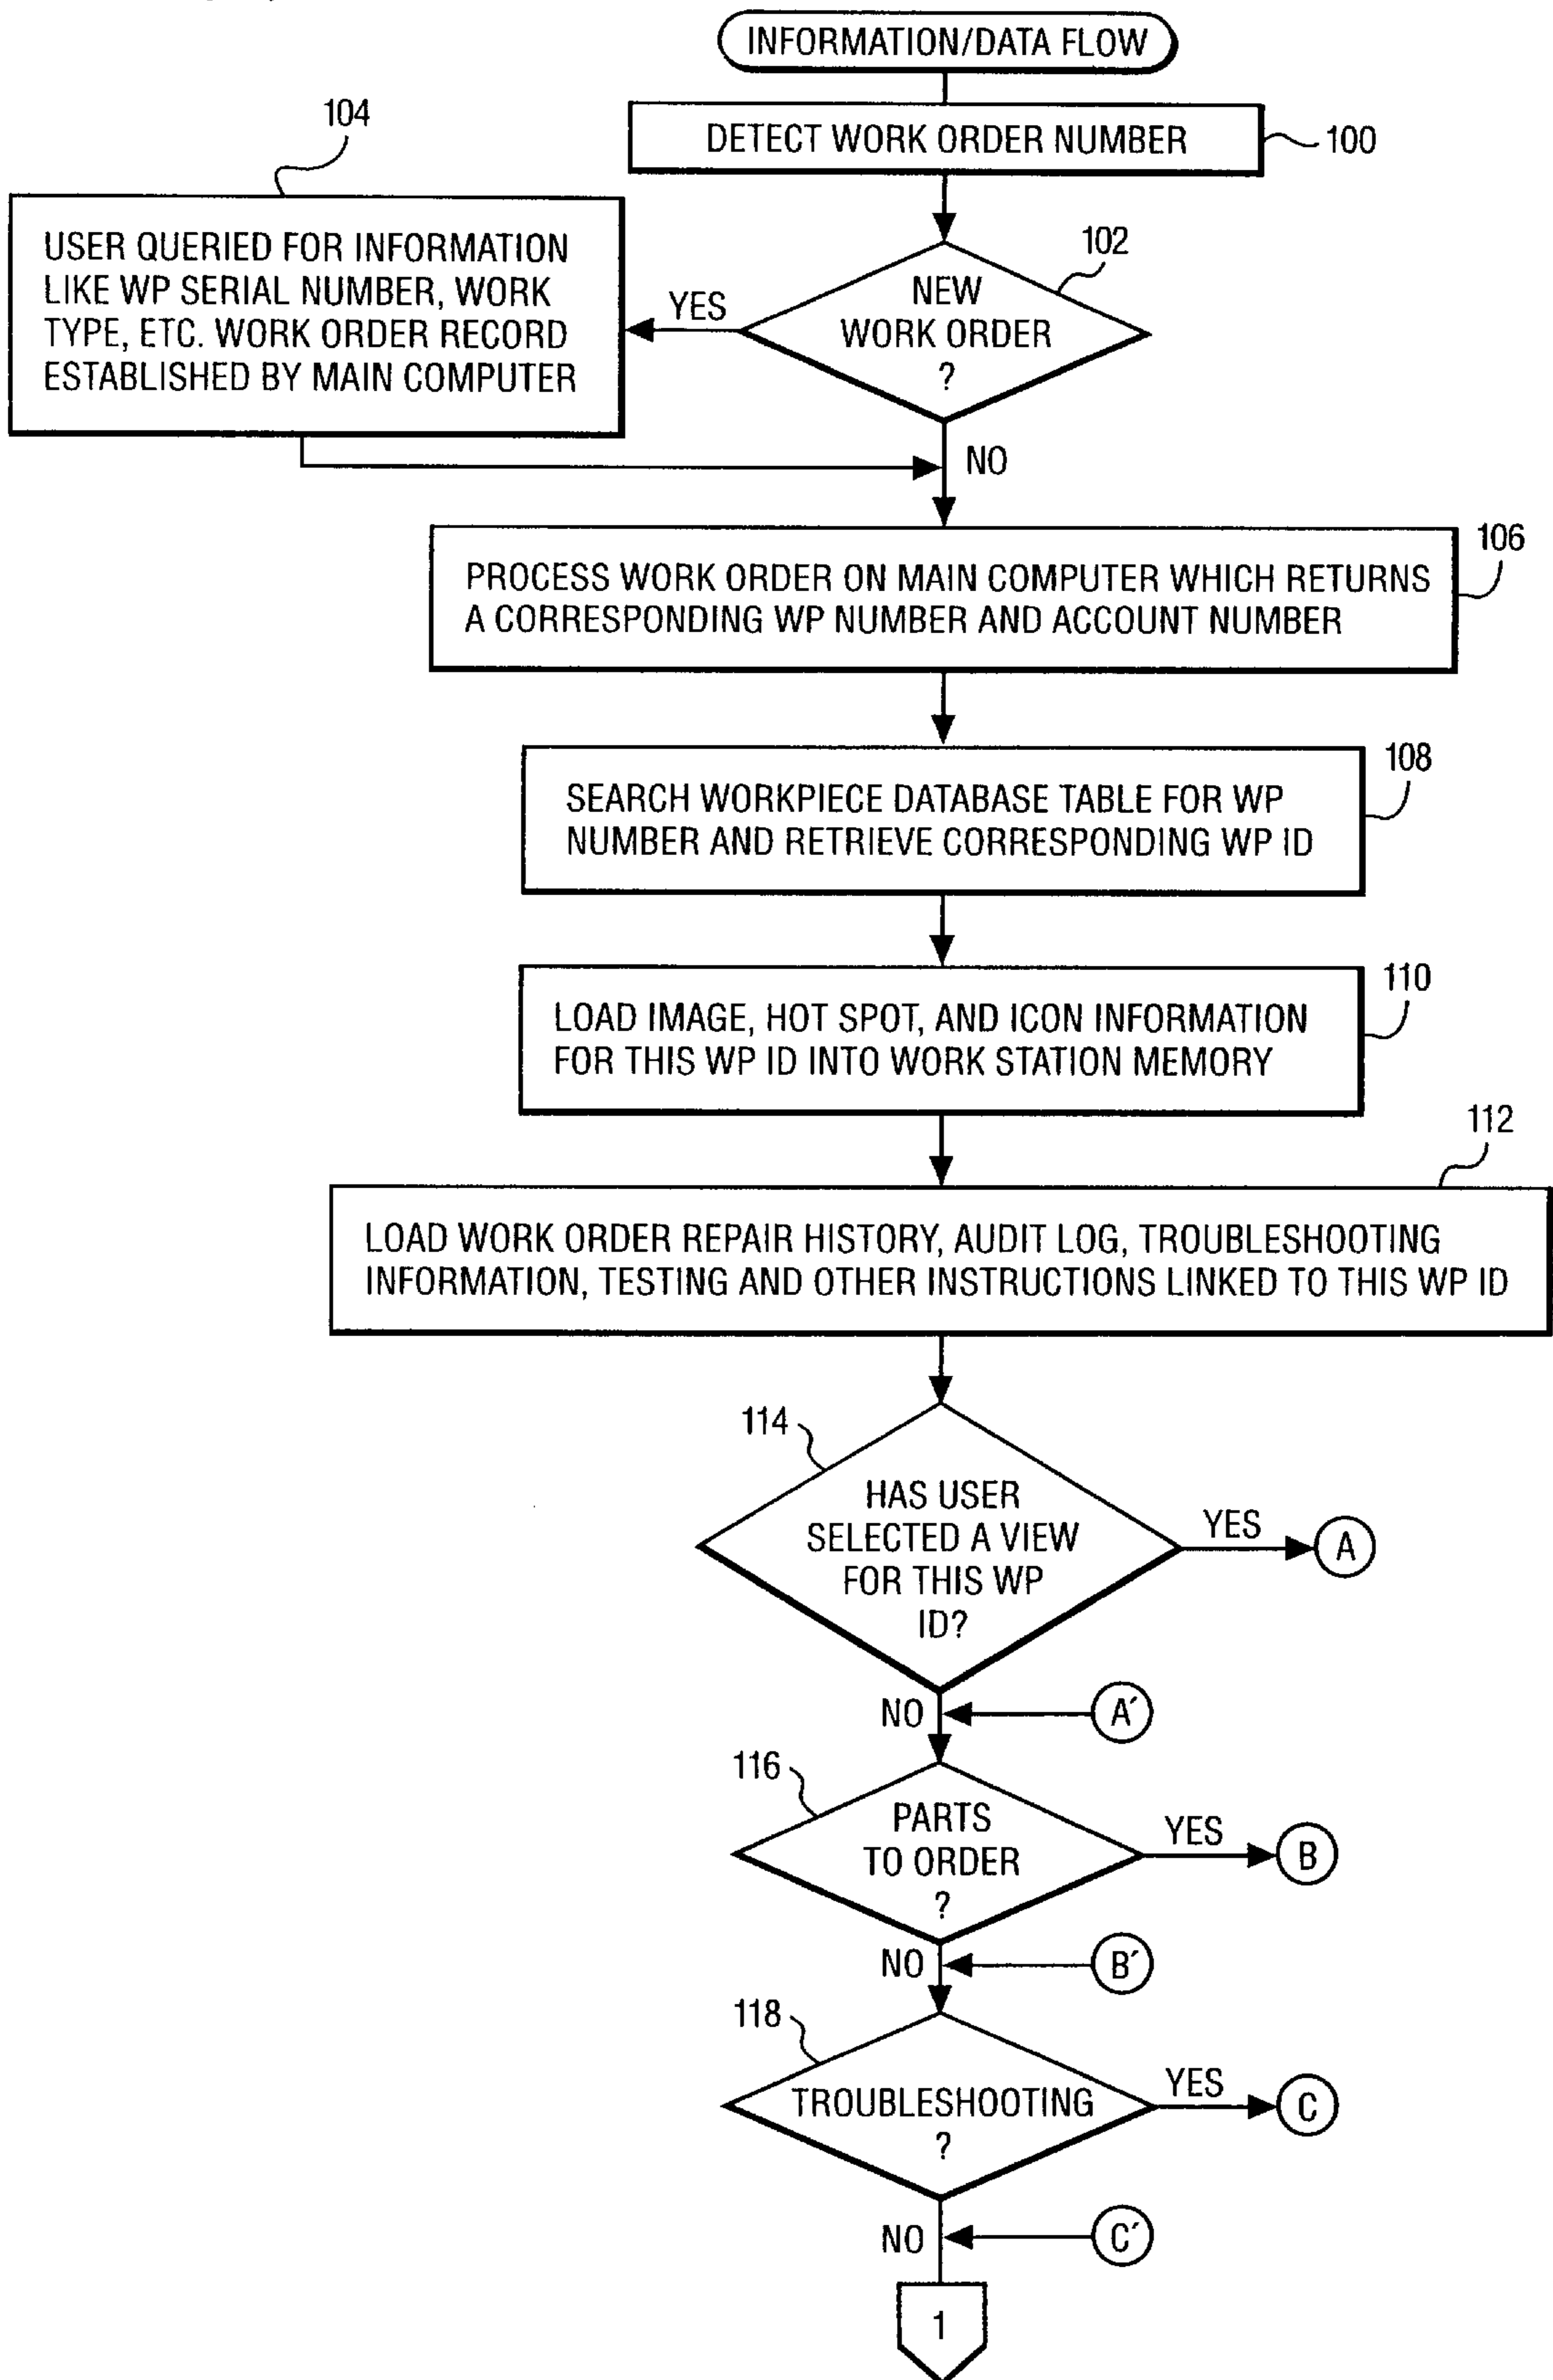 INFORMATION/DATA FLOW
DETECT WORK ORDER NUMBER
100
104
USER QUERIED FOR INFORMATION
LIKE WP SERIAL NUMBER, WORK
TYPE, ETC. WORK ORDER RECORD
ESTABLISHED BY MAIN COMPUTER
YES
102
NEW
WORK ORDER
?
NO
106
PROCESS WORK ORDER ON MAIN COMPUTER WHICH RETURNS
A CORRESPONDING WP NUMBER AND ACCOUNT NUMBER
108
SEARCH WORKPIECE DATABASE TABLE FOR WP
NUMBER AND RETRIEVE CORRESPONDING WP ID
110
LOAD IMAGE, HOT SPOT, AND ICON INFORMATION
FOR THIS WP ID INTO WORK STATION MEMORY
112
LOAD WORK ORDER REPAIR HISTORY, AUDIT LOG, TROUBLESHOOTING
INFORMATION, TESTING AND OTHER INSTRUCTIONS LINKED TO THIS WP ID
114
HAS USER
SELECTED A VIEW
FOR THIS WP
ID?
YES
A
NO
A´
116
PARTS
TO ORDER
?
YES
B
NO
B´
118
TROUBLESHOOTING
?
YES
C
NO
C´
1